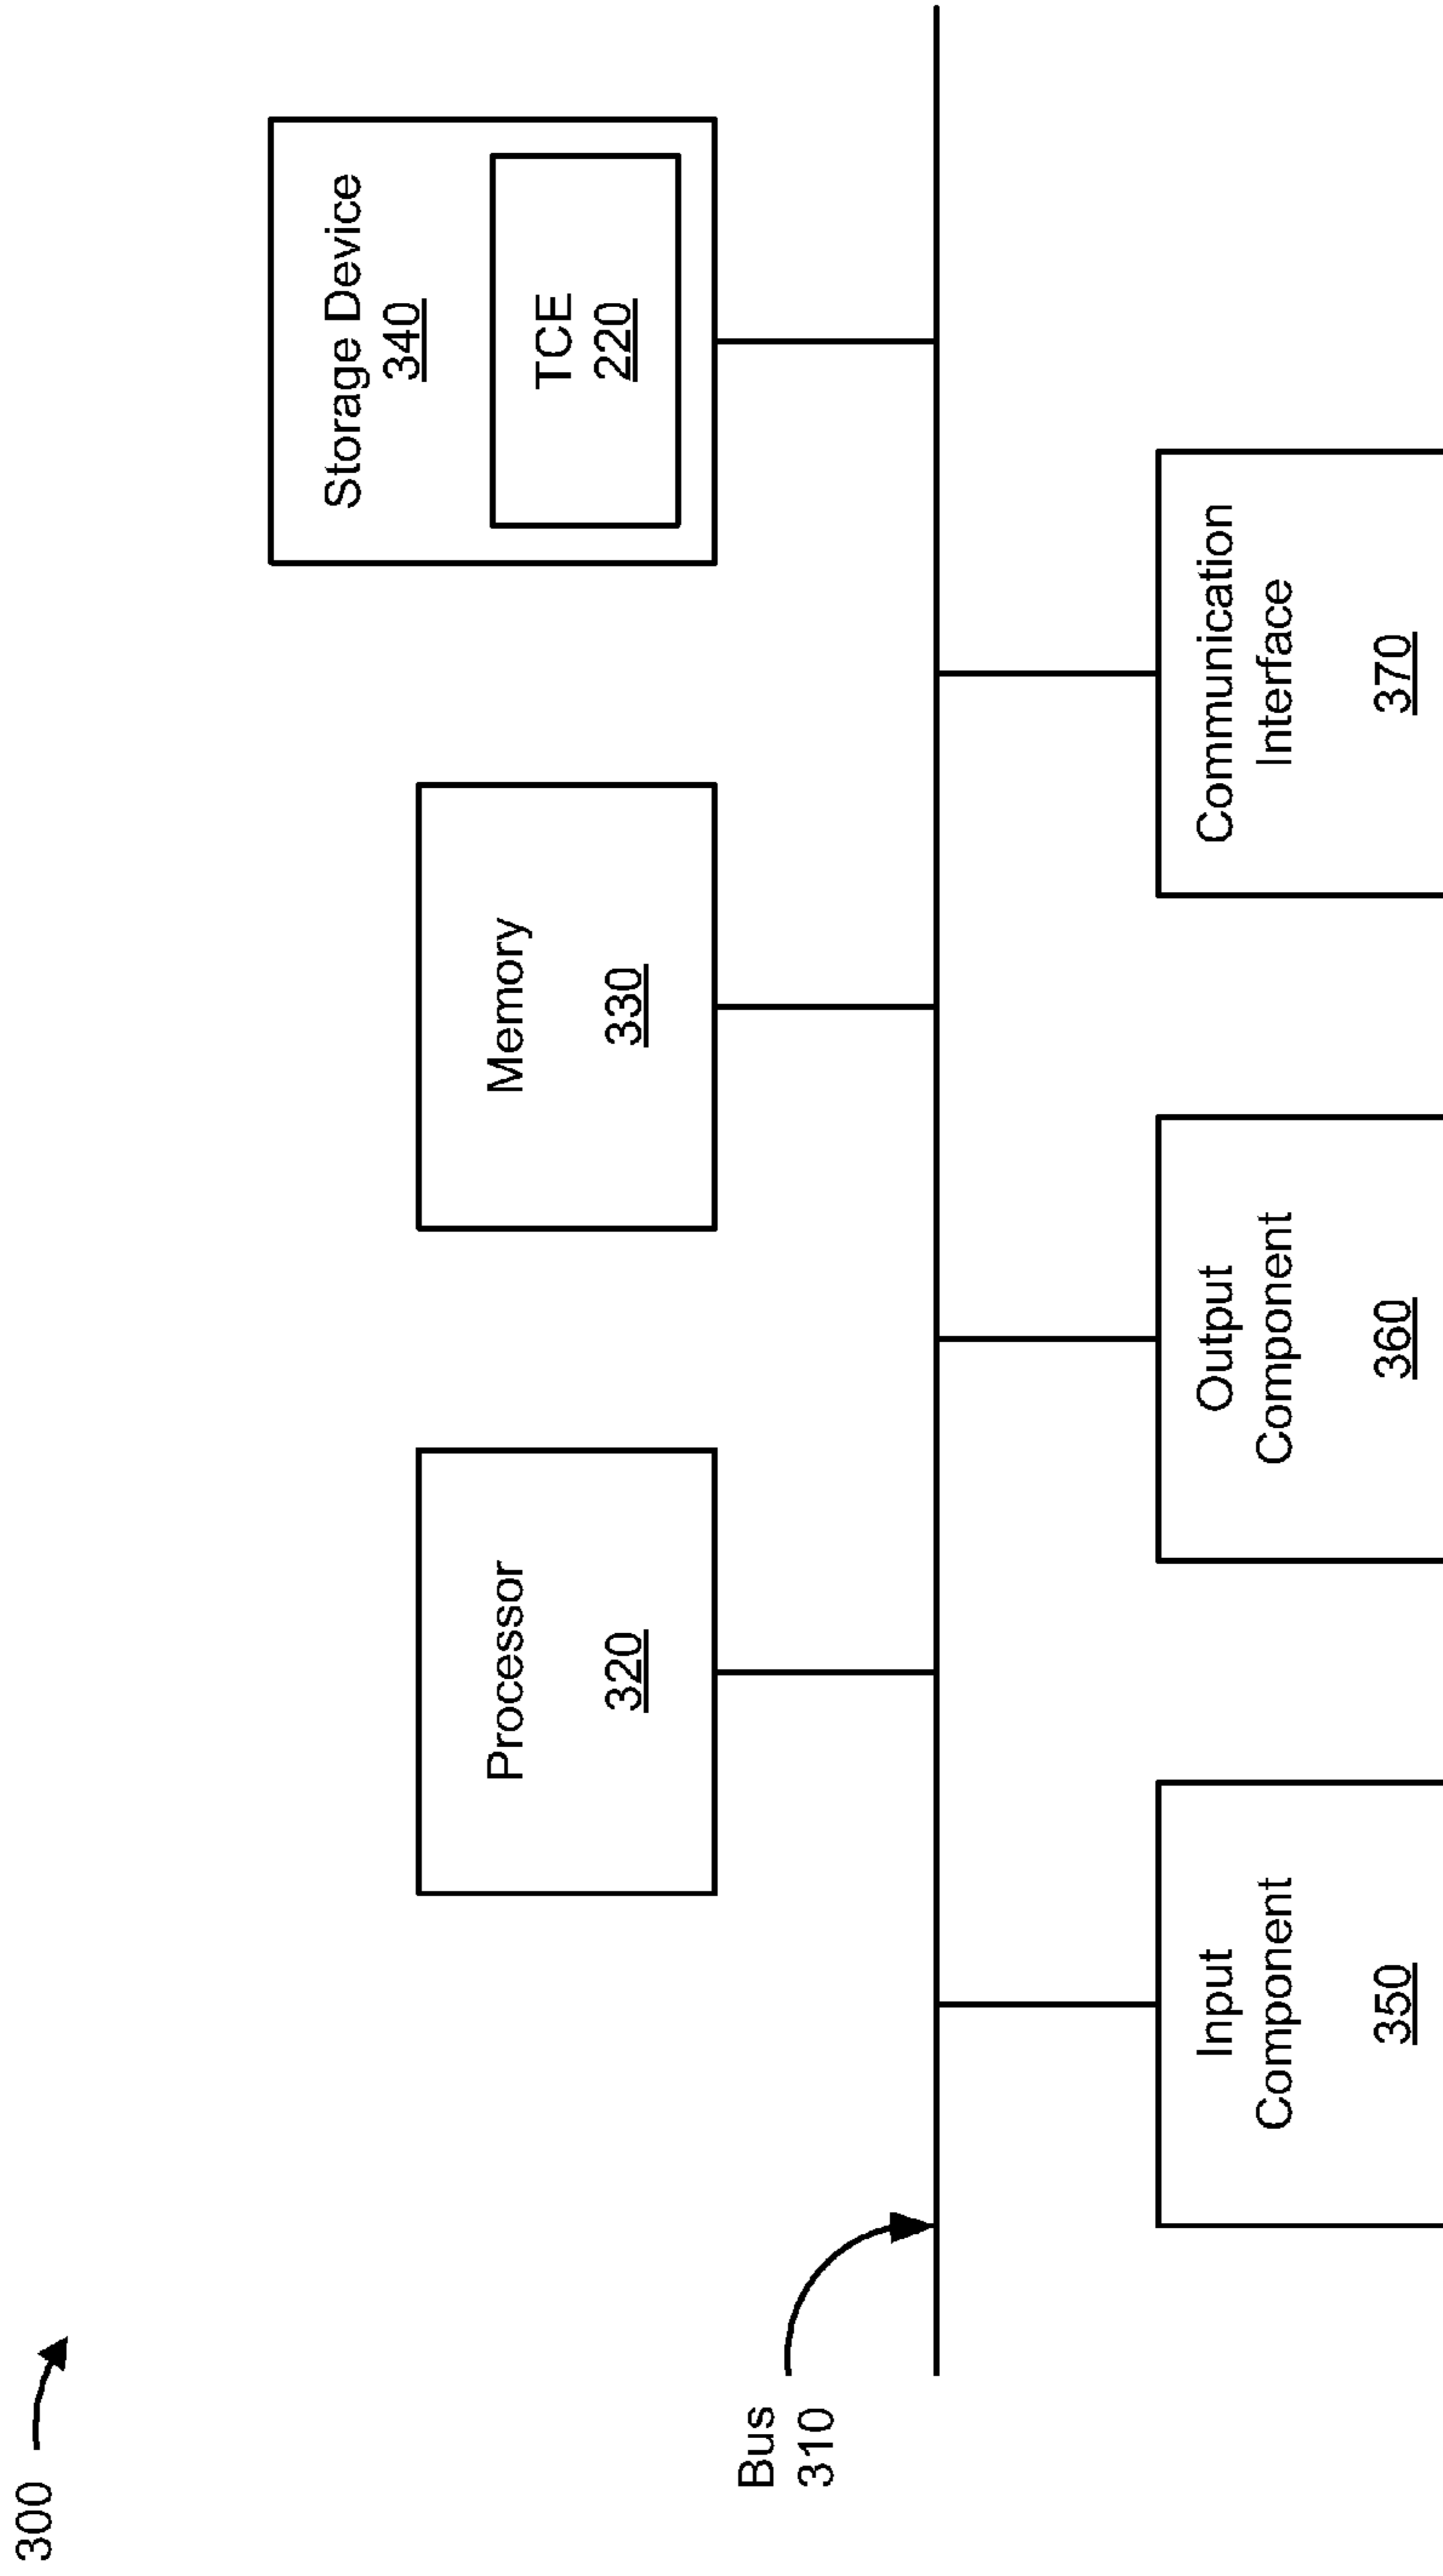 300
Bus
310
Processor
320
Memory
330
Storage Device
340
TCE
220
Input
Component
350
Output
Component
360
Communication
Interface
370